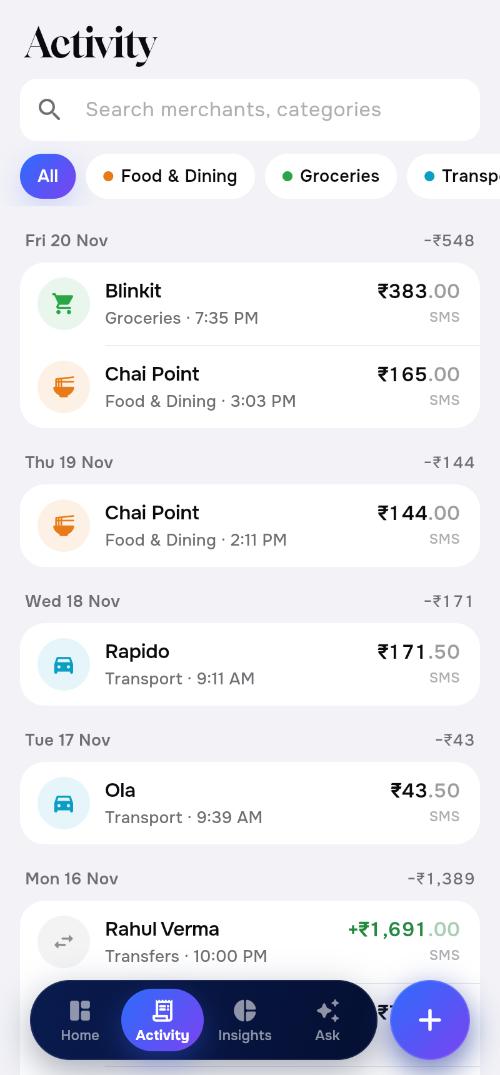 Activity
Search merchants, categories
All
Food & Dining
Groceries
Fri 20 Nov
-₹548
Blinkit
₹383.00
Groceries · 7:35 PM
SMS
Chai Point
₹165.00
Food & Dining · 3:03 PM
SMS
Thu 19 Nov
-₹144
Chai Point
₹144.00
Food & Dining · 2:11 PM
SMS
Wed 18 Nov
-₹171
Rapido
₹171.50
Transport · 9:11 AM
SMS
Tue 17 Nov
-₹43
Ola
₹43.50
Transport · 9:39 AM
SMS
Mon 16 Nov
-₹1,389
Rahul Verma
+₹1,691.00
Transfers · 10:00 PM
SMS
Home
Activity
Insights
Ask